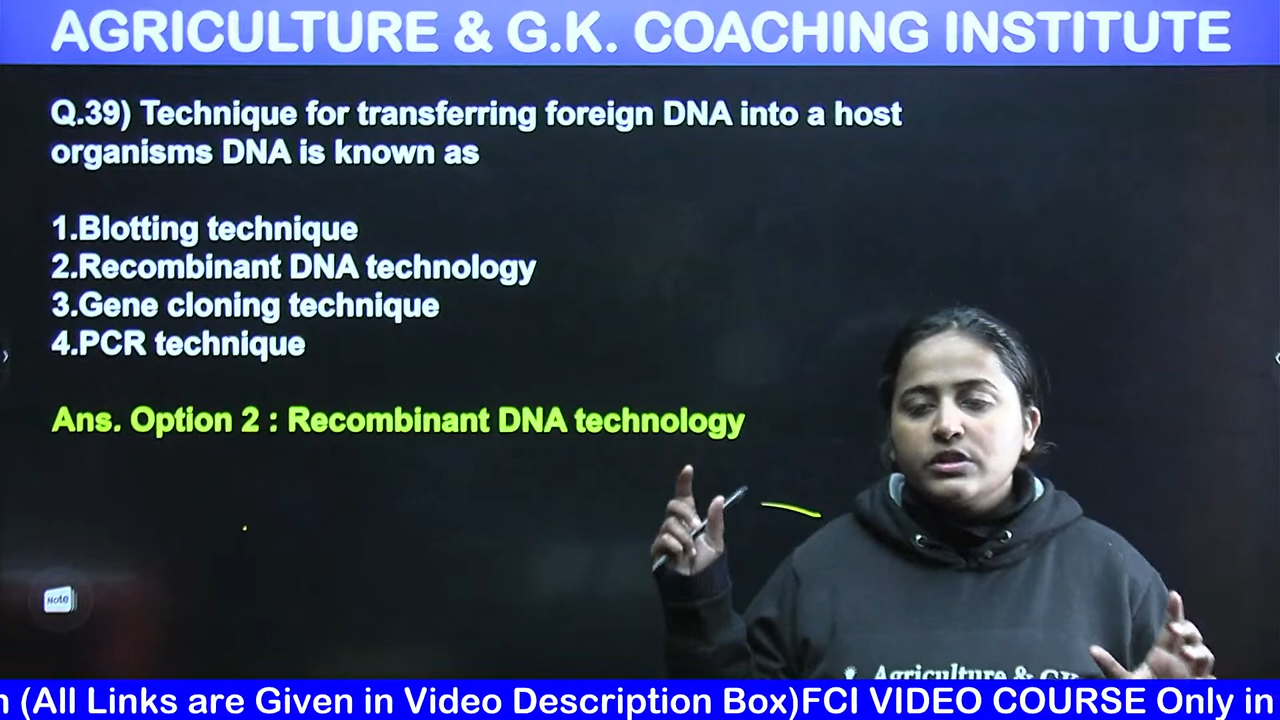 AGRICULTURE & G.K. COACHING INSTITUTE
Q.39) Technique for transferring foreign DNA into a host
organisms DNA is known as
1.Blotting technique
2.Recombinant DNA technology
3.Gene cloning technique
4.PCR technique
Ans. Option 2 : Recombinant DNA technology
Note
Agriculture & GK
(All Links are Given in Video Description Box)FCI VIDEO COURSE Only in